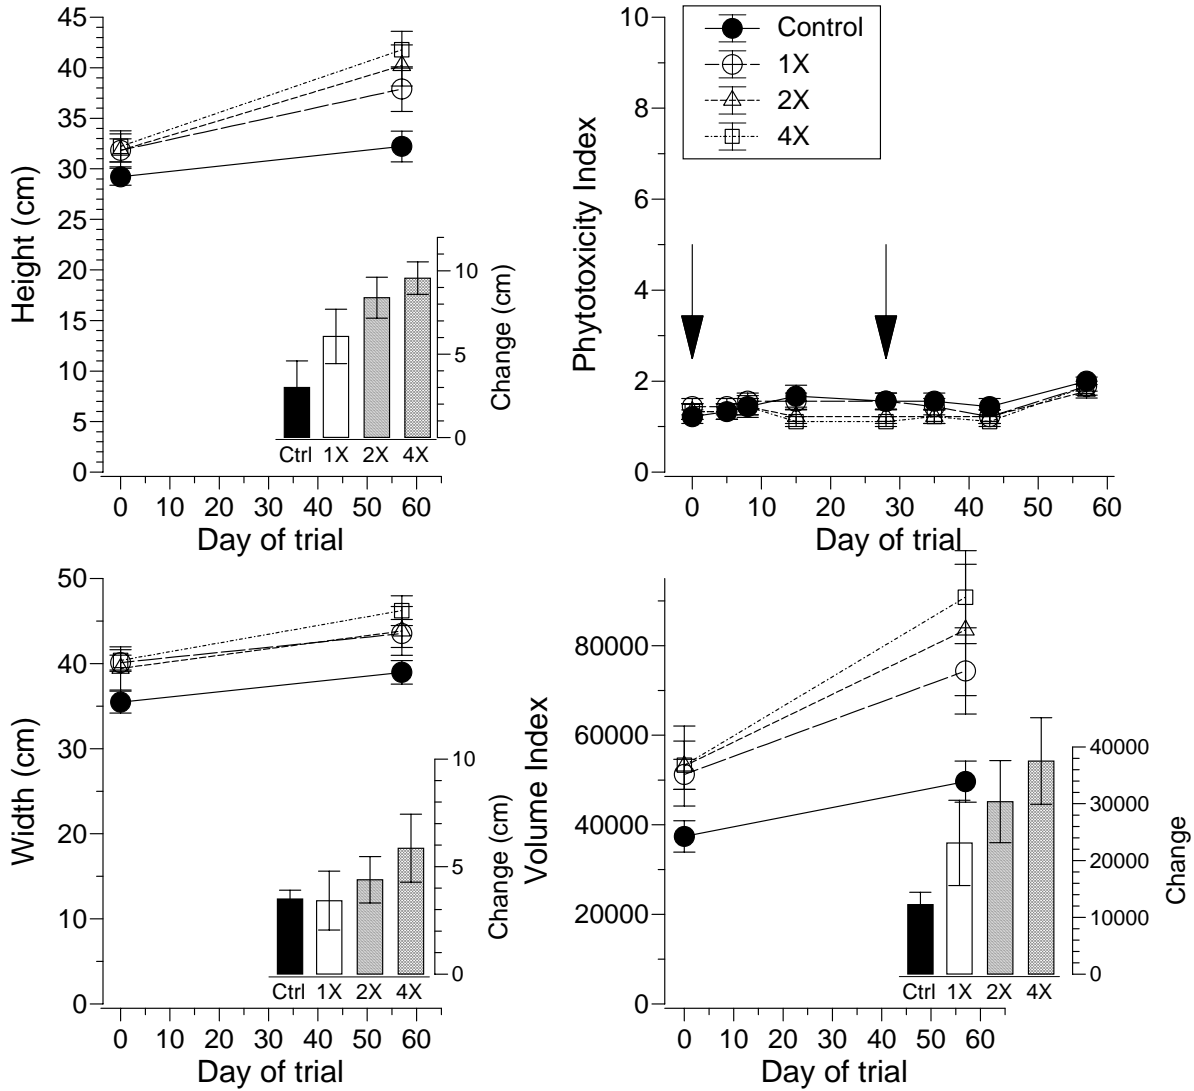 45
40
35
30
25
20
15
10
5
0
Height (cm)
10
5
0
Change (cm)
Ctrl 1X 2X 4X
0 10 20 30 40 50 60
Day of trial
10
8
6
4
2
0
Phytotoxicity Index
Control
1X
2X
4X
0 10 20 30 40 50 60
Day of trial
50
40
30
20
10
0
Width (cm)
10
5
0
Change (cm)
Ctrl 1X 2X 4X
0 10 20 30 40 50 60
Day of trial
80000
60000
40000
20000
0
Volume Index
40000
30000
20000
10000
0
Change
Ctrl 1X 2X 4X
0 10 20 30 40 50 60
Day of trial